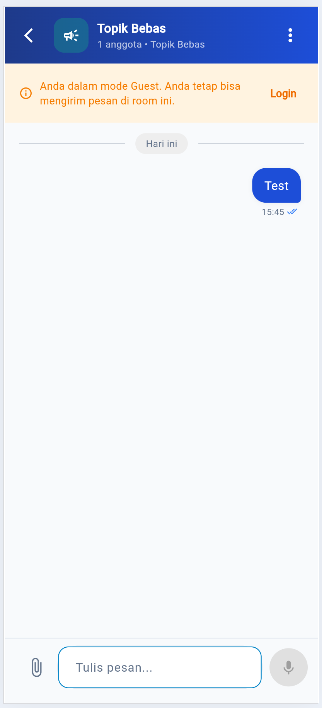 Topik Bebas
1 anggota • Topik Bebas
Anda dalam mode Guest. Anda tetap bisa
mengirim pesan di room ini.
Login
Hari ini
Test
15:45
Tulis pesan...